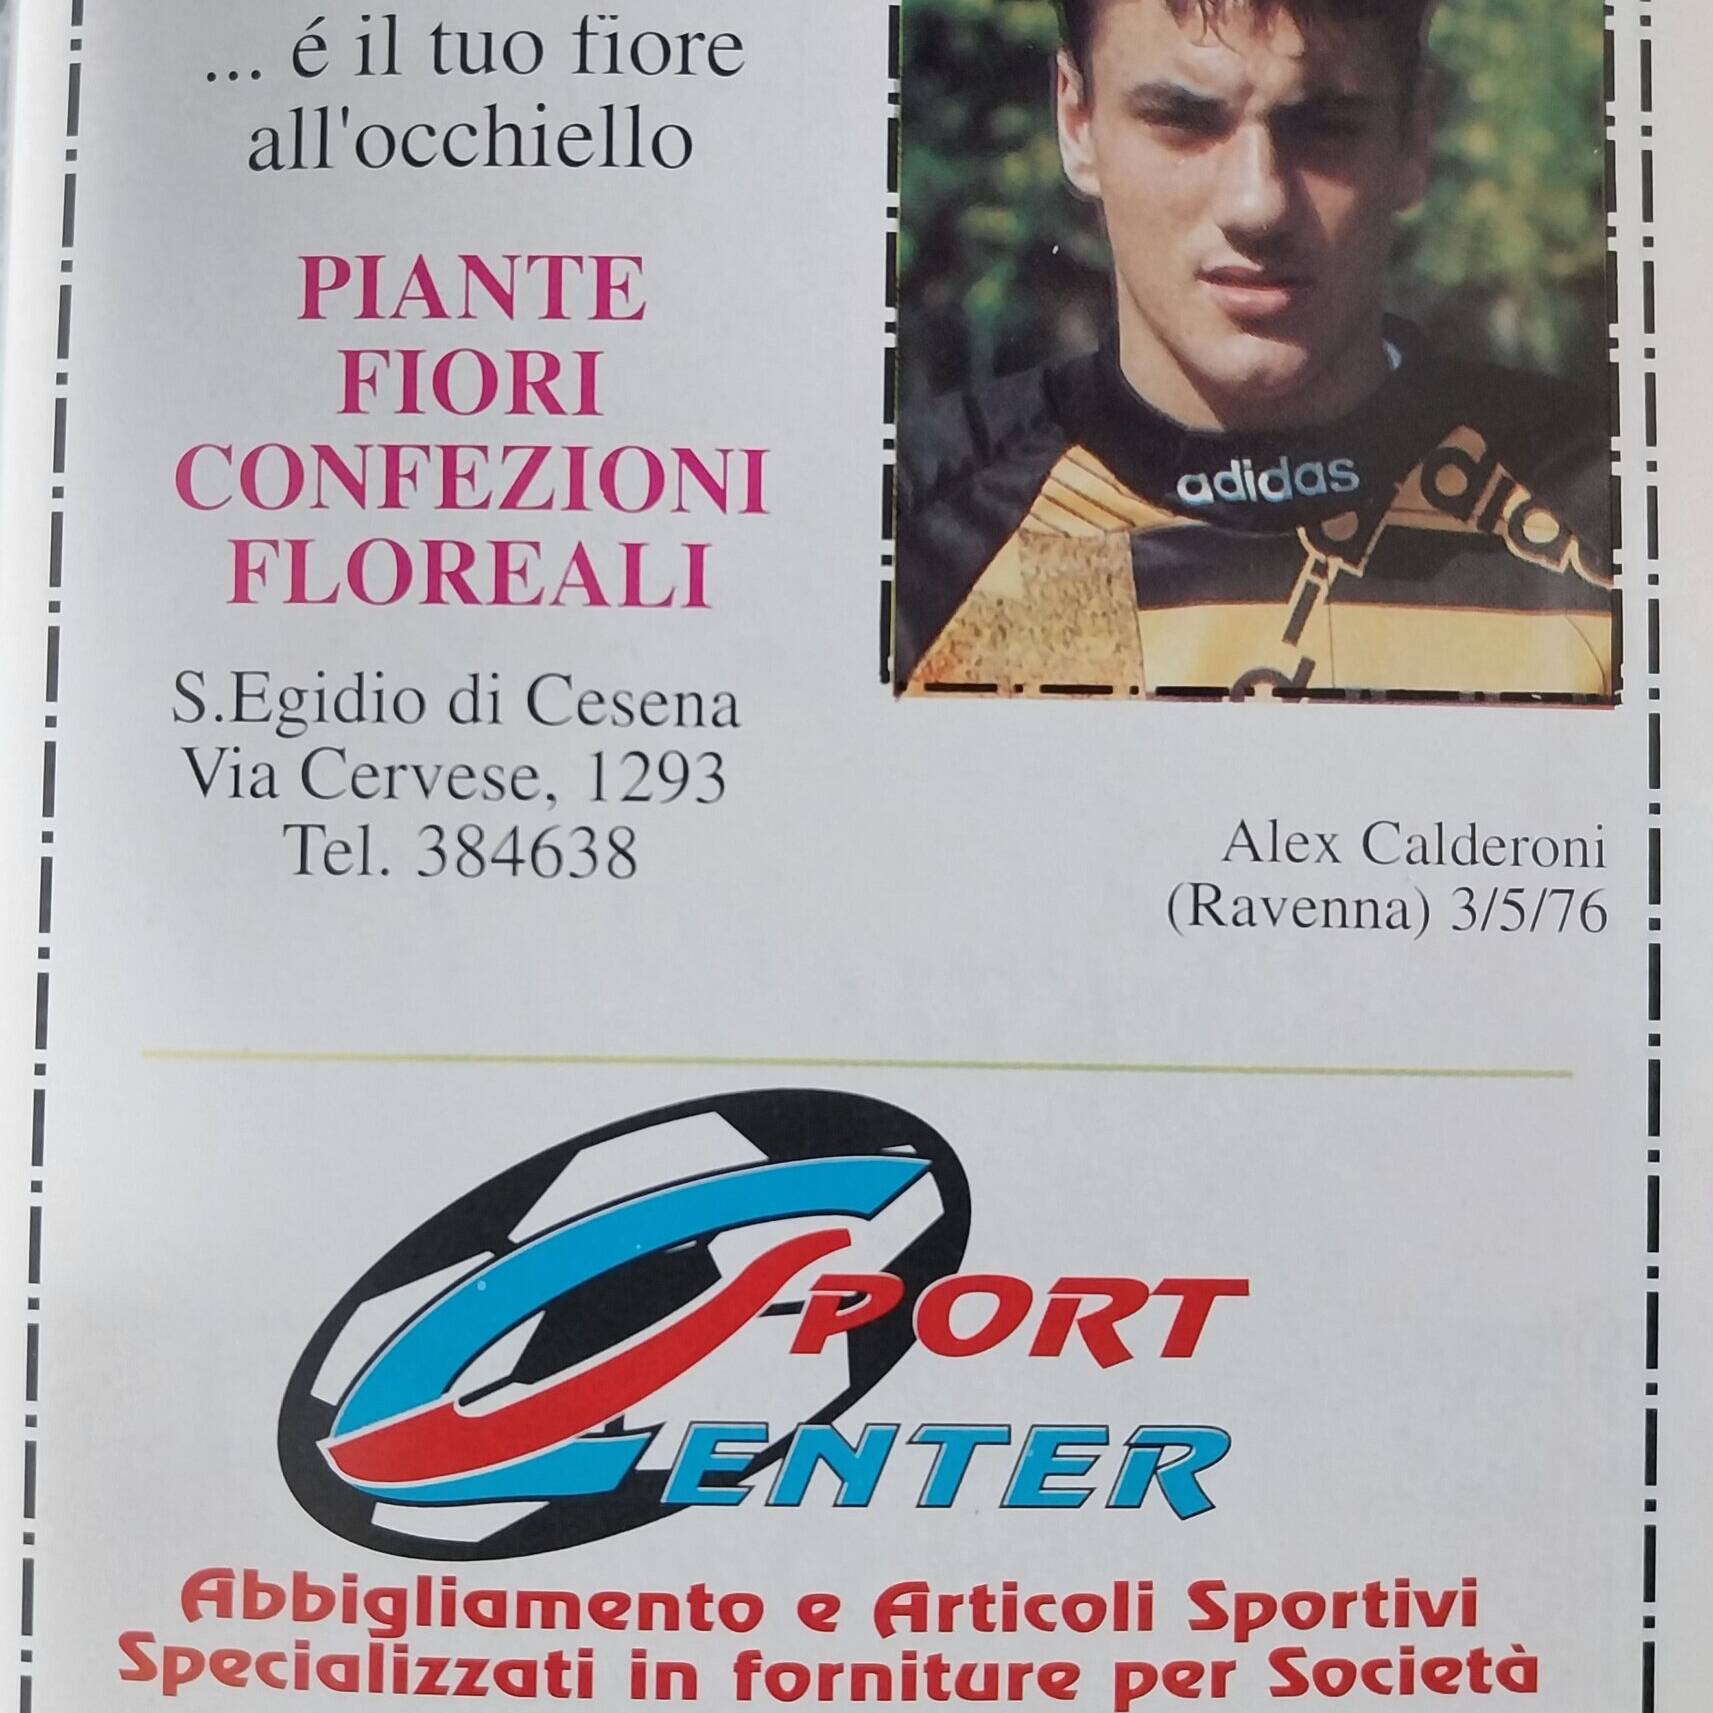 ... é il tuo fiore
all'occhiello
PIANTE
FIORI
CONFEZIONI
FLOREALI
S.Egidio di Cesena
Via Cervese, 1293
Tel. 384638
adidas
Alex Calderoni
(Ravenna) 3/5/76
SPORT
CENTER
Abbigliamento e Articoli Sportivi
Specializzati in forniture per Società